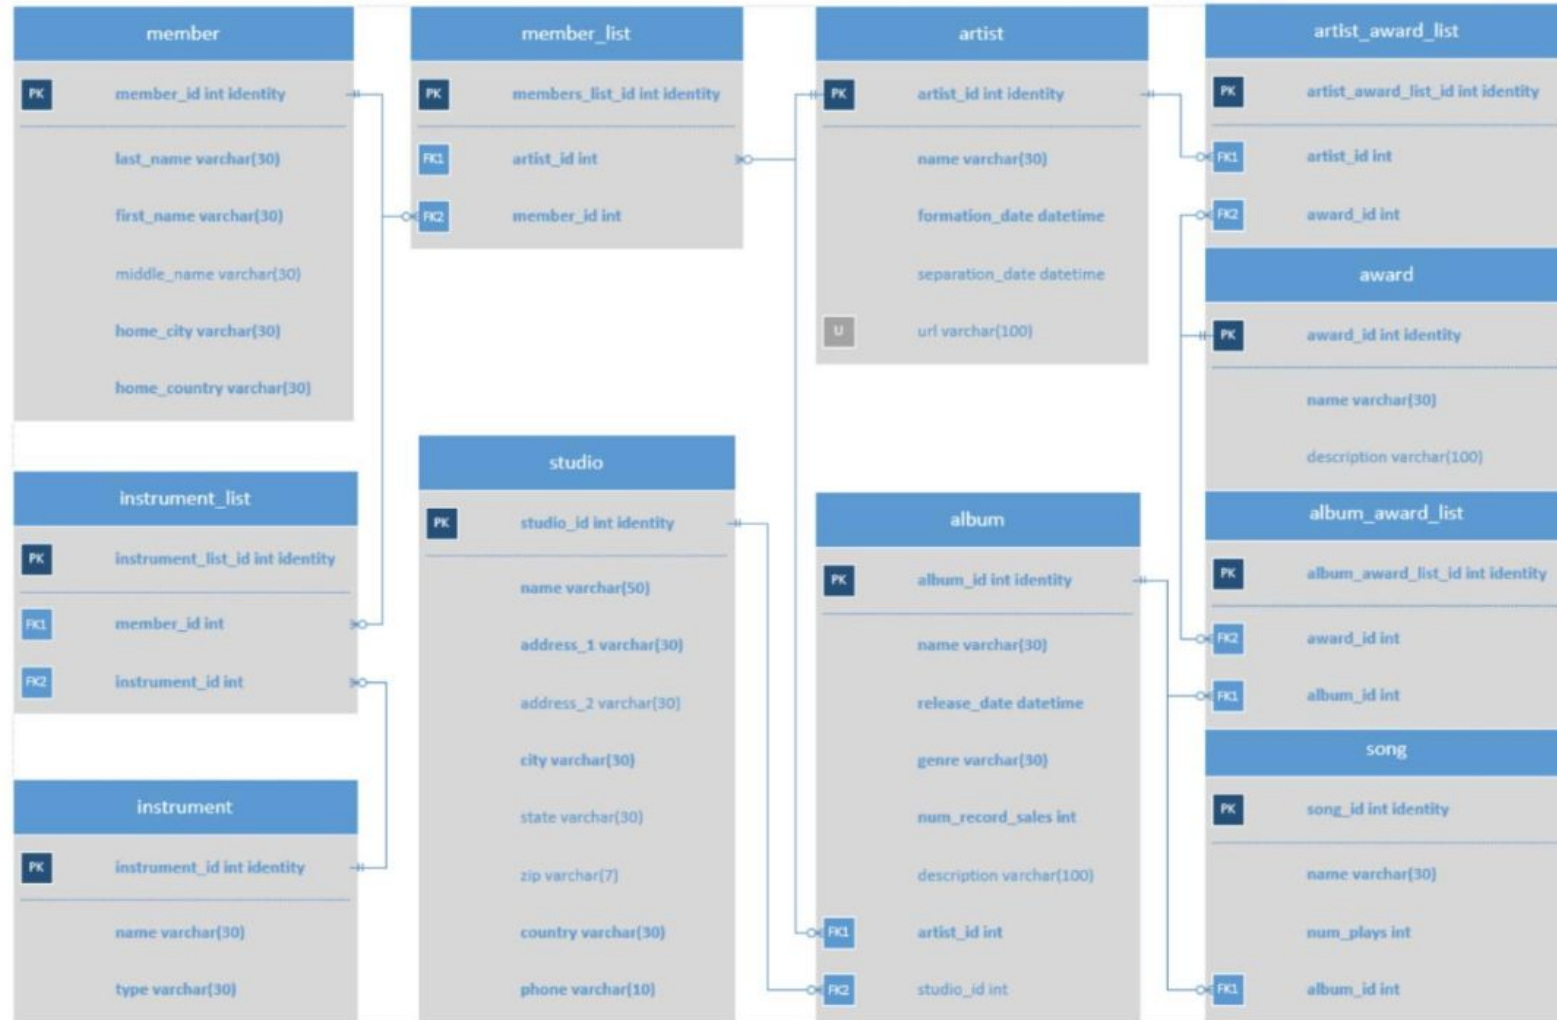 member
PK member_id int identity
last_name varchar(30)
first_name varchar(30)
middle_name varchar(30)
home_city varchar(30)
home_country varchar(30)
instrument_list
PK instrument_list_id int identity
FK1 member_id int
FK2 instrument_id int
instrument
PK instrument_id int identity
name varchar(30)
type varchar(30)
member_list
PK members_list_id int identity
FK1 artist_id int
FK2 member_id int
studio
PK studio_id int identity
name varchar(50)
address_1 varchar(30)
address_2 varchar(30)
city varchar(30)
state varchar(30)
zip varchar(7)
country varchar(30)
phone varchar(10)
artist
PK artist_id int identity
name varchar(30)
formation_date datetime
separation_date datetime
U url varchar(100)
album
PK album_id int identity
name varchar(30)
release_date datetime
genre varchar(30)
num_record_sales int
description varchar(100)
FK1 artist_id int
FK2 studio_id int
artist_award_list
PK artist_award_list_id int identity
FK1 artist_id int
FK2 award_id int
award
PK award_id int identity
name varchar(30)
description varchar(100)
album_award_list
PK album_award_list_id int identity
FK2 award_id int
FK1 album_id int
song
PK song_id int identity
name varchar(30)
num_plays int
FK1 album_id int